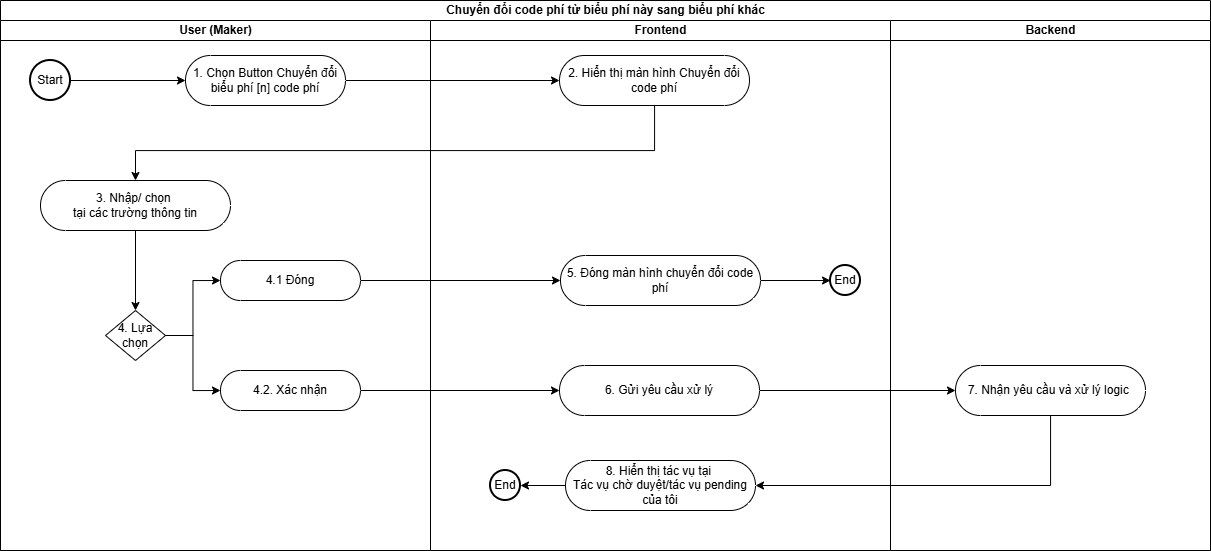 Chuyển đổi code phí từ biểu phí này sang biểu phí khác
User (Maker)
Frontend
Backend
Start
1. Chọn Button Chuyển đổi
biểu phí [n] code phí
2. Hiển thị màn hình Chuyển đổi
code phí
3. Nhập/ chọn
tại các trường thông tin
4.1 Đóng
5. Đóng màn hình chuyển đổi code
phí
End
4. Lựa
chọn
4.2. Xác nhận
6. Gửi yêu cầu xử lý
7. Nhận yêu cầu và xử lý logic
8. Hiển thị tác vụ tại
Tác vụ chờ duyệt/tác vụ pending
của tôi
End